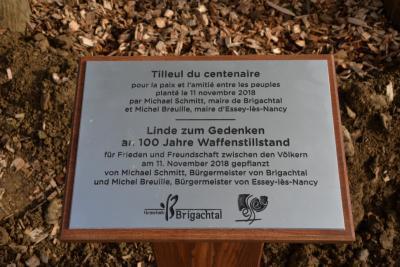 Tilleul du centenaire
pour la paix et l'amitié entre les peuples
planté le 11 novembre 2018
par Michael Schmitt, maire de Brigachtal
et Michel Breuille, maire d'Essey-lès-Nancy
Linde zum Gedenken
an 100 Jahre Waffenstillstand
für Frieden und Freundschaft zwischen den Völkern
am 11. November 2018 gepflanzt
von Michael Schmitt, Bürgermeister von Brigachtal
und Michel Breuille, Bürgermeister von Essey-lès-Nancy
Gemeinde Brigachtal